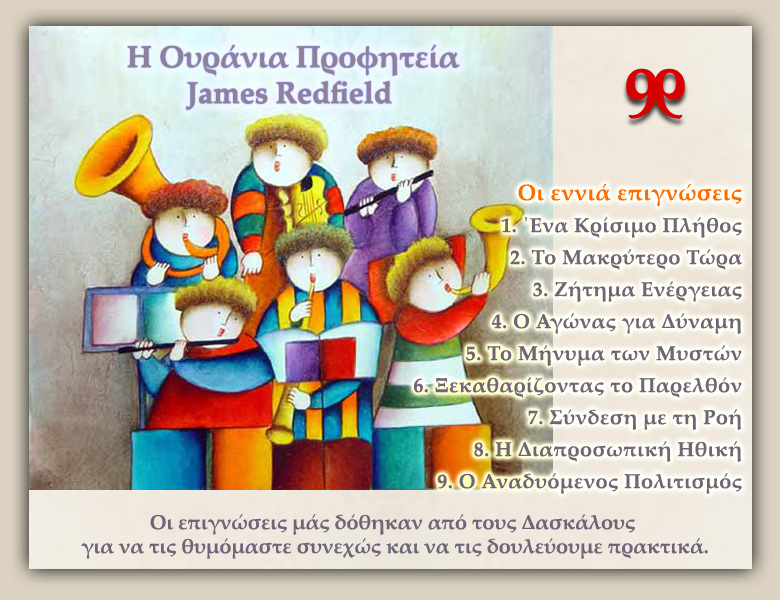 Η Ουράνια Προφητεία
James Redfield
Οι εννιά επιγνώσεις
1. Ένα Κρίσιμο Πλήθος
2. Το Μακρύτερο Τώρα
3. Ζήτημα Ενέργειας
4. Ο Αγώνας για Δύναμη
5. Το Μήνυμα των Μυστών
6. Ξεκαθαρίζοντας το Παρελθόν
7. Σύνδεση με τη Ροή
8. Η Διαπροσωπική Ηθική
9. Ο Αναδυόμενος Πολιτισμός
Οι επιγνώσεις μάς δόθηκαν από τους Δασκάλους
για να τις θυμόμαστε συνεχώς και να τις δουλεύουμε πρακτικά.